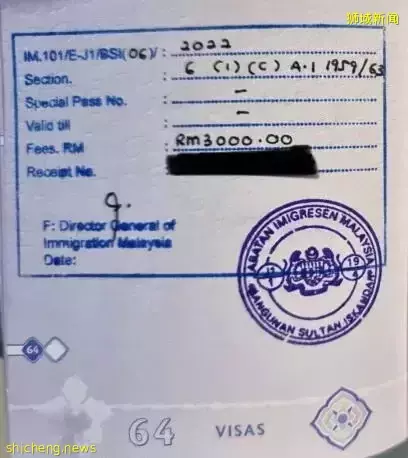 狮城新闻
IM.101/E-J1/BSI(06)/ : 2022
Section. : 6 (1) (C) A.I 1959/63
Special Pass No. : -
Valid till : -
Fees. RM : Rm3000.00
Receipt No. :
F: Director General of
Immigration Malaysia
Date:
JABATAN IMIGRESEN MALAYSIA
BANGUNAN SULTAN ISKANDAR
64
64 VISAS
shicheng.news